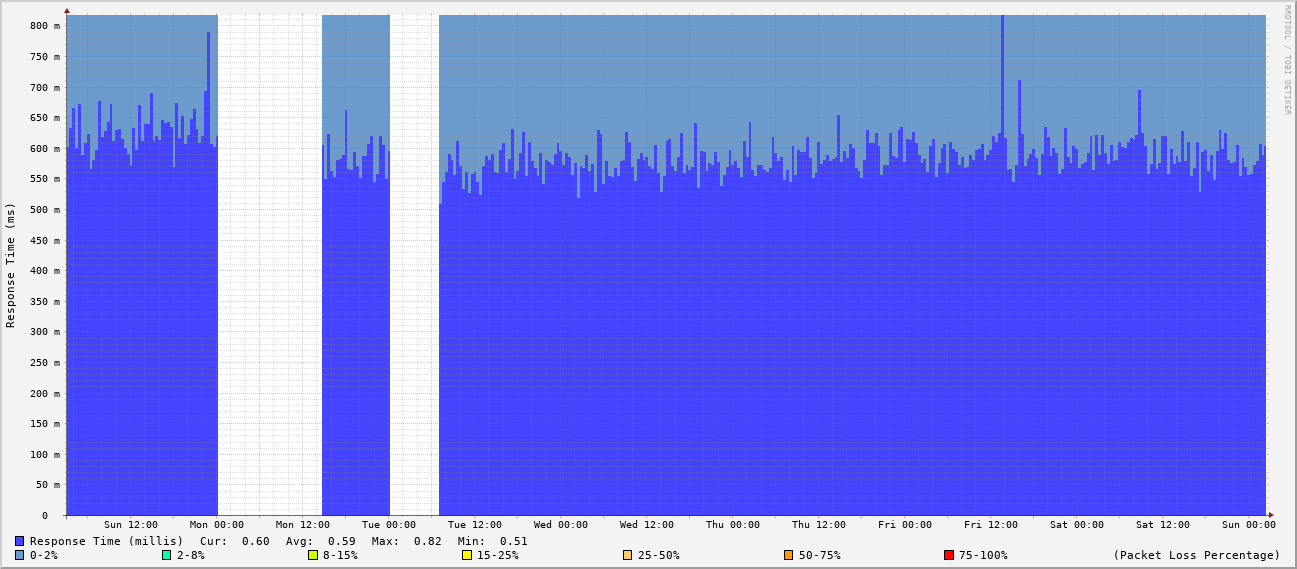 RRDTOOL / TOBI OETIKER
Response Time (ms)
800 m
750 m
700 m
650 m
600 m
550 m
500 m
450 m
400 m
350 m
300 m
250 m
200 m
150 m
100 m
50 m
0
Sun 12:00 Mon 00:00 Mon 12:00 Tue 00:00 Tue 12:00 Wed 00:00 Wed 12:00 Thu 00:00 Thu 12:00 Fri 00:00 Fri 12:00 Sat 00:00 Sat 12:00 Sun 00:00
Response Time (millis) Cur: 0.60 Avg: 0.59 Max: 0.82 Min: 0.51
0-2% 2-8% 8-15% 15-25% 25-50% 50-75% 75-100% (Packet Loss Percentage)